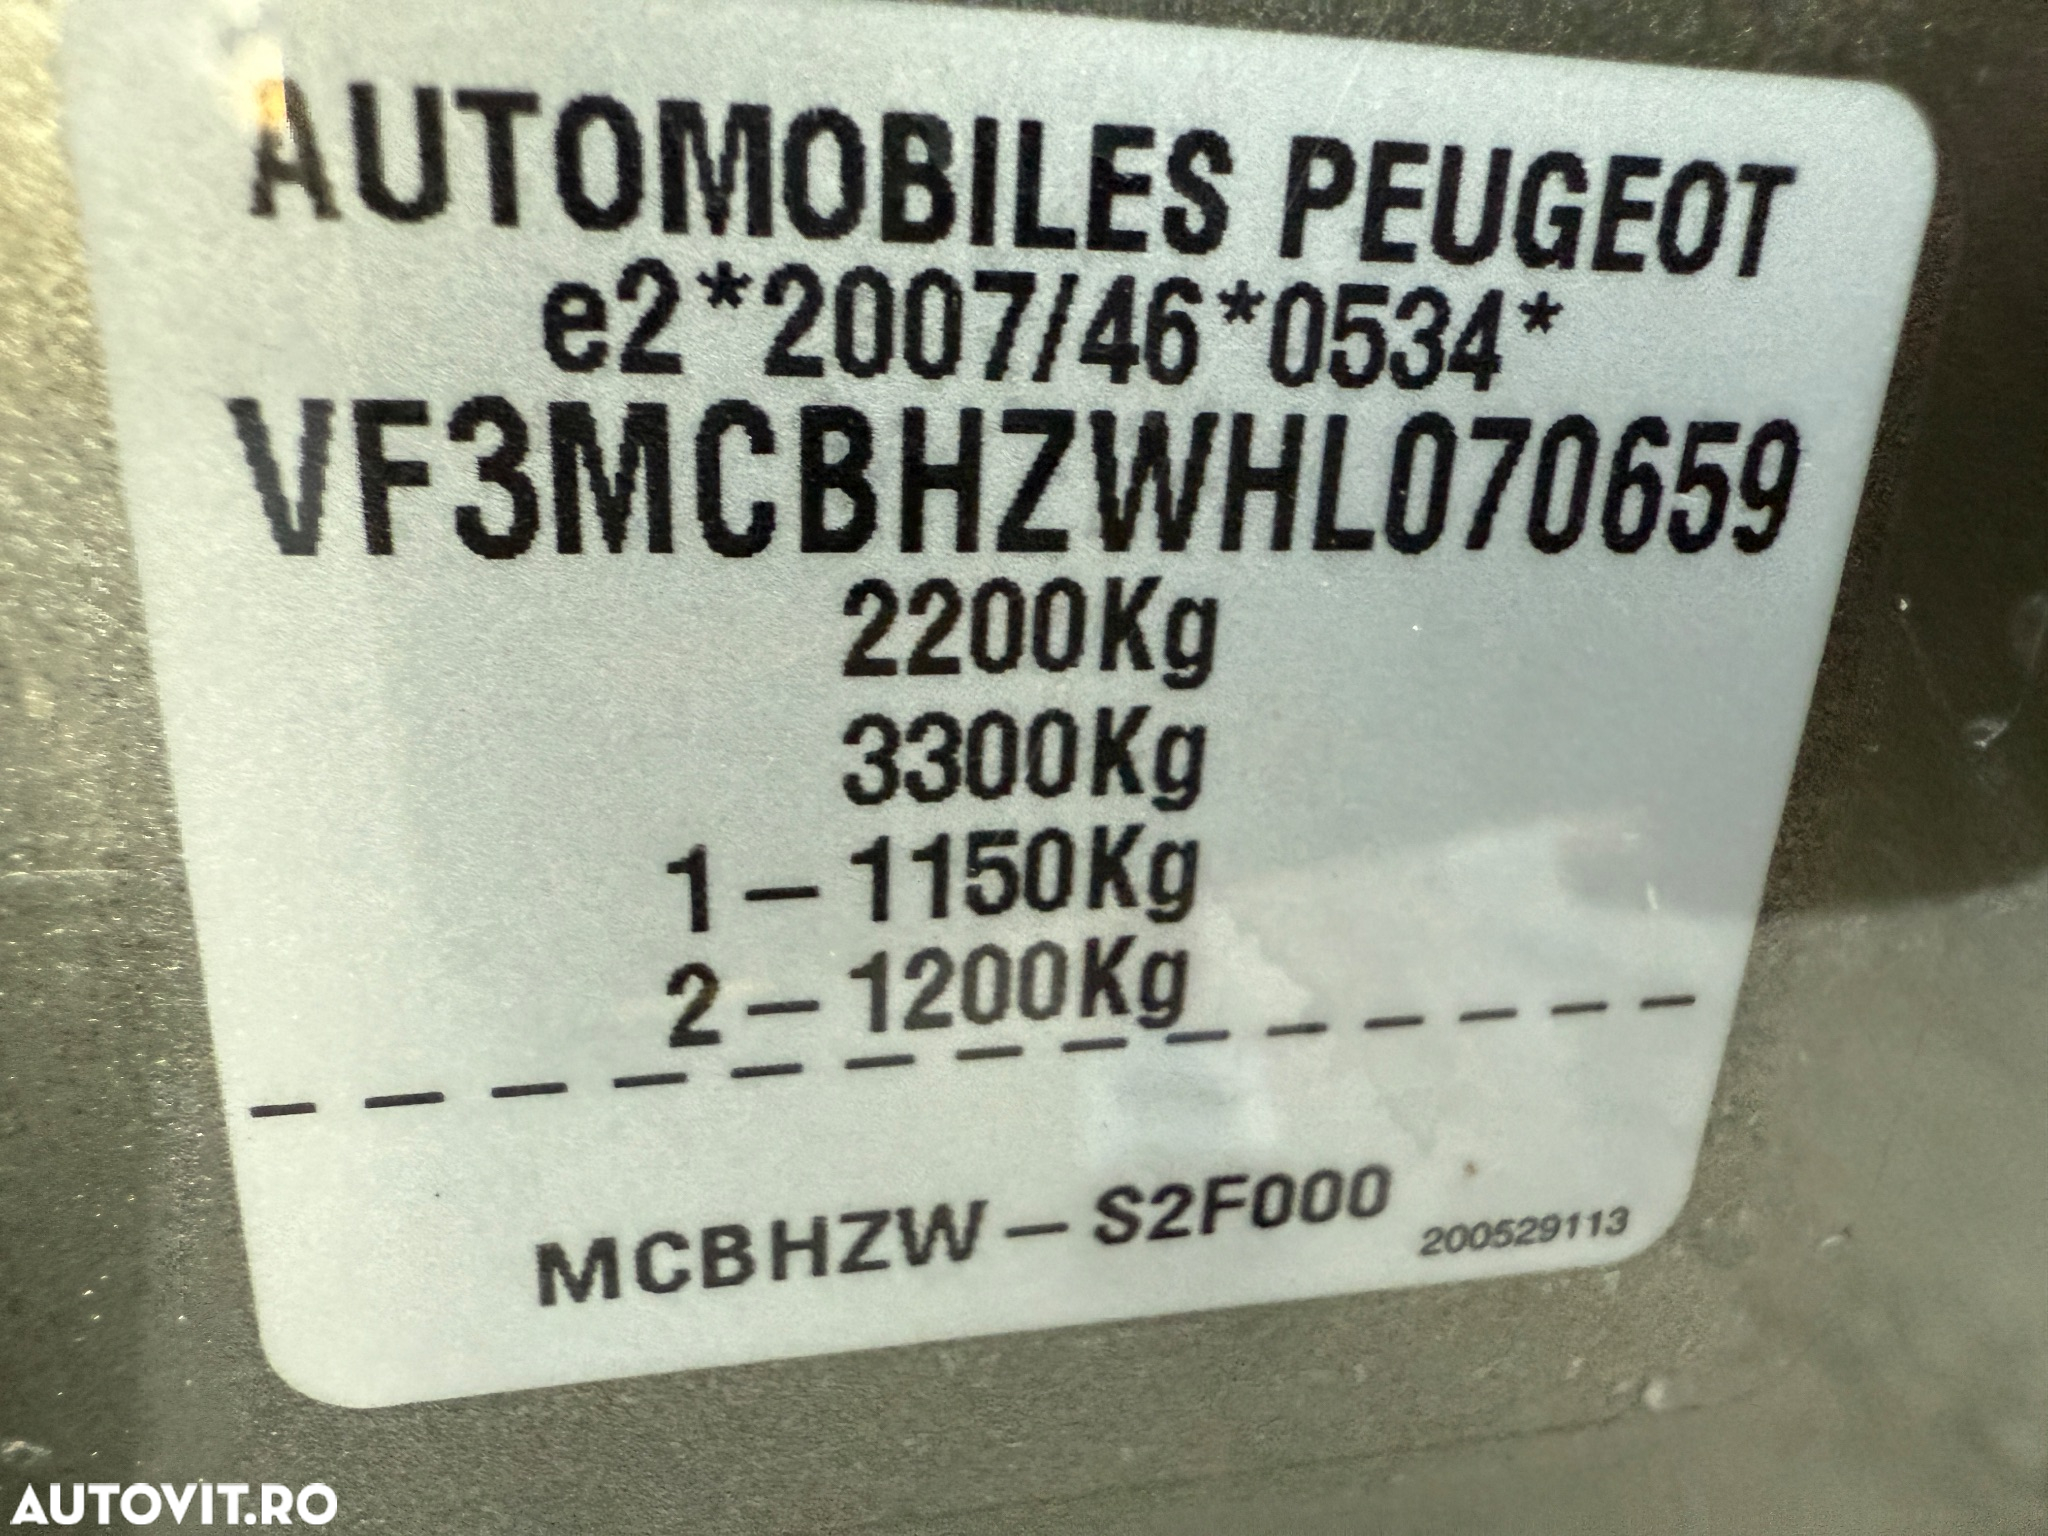 AUTOMOBILES PEUGEOT
e2*2007/46*0534*
VF3MCBHZWHL070659
2200Kg
3300Kg
1 – 1150Kg
2 – 1200Kg
MCBHZW – S2F000
200529113
AUTOVIT.RO